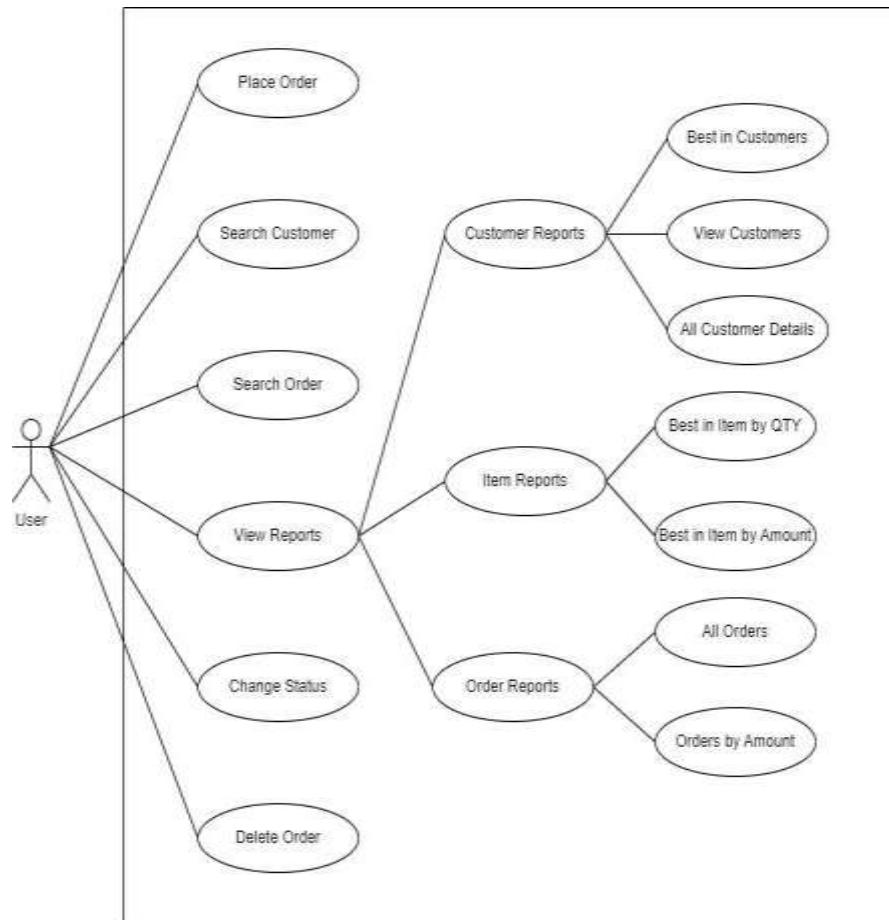 Place Order
Best in Customers
Search Customer
Customer Reports
View Customers
All Customer Details
Search Order
Best in Item by QTY
Item Reports
User
View Reports
Best in Item by Amount
All Orders
Change Status
Order Reports
Orders by Amount
Delete Order